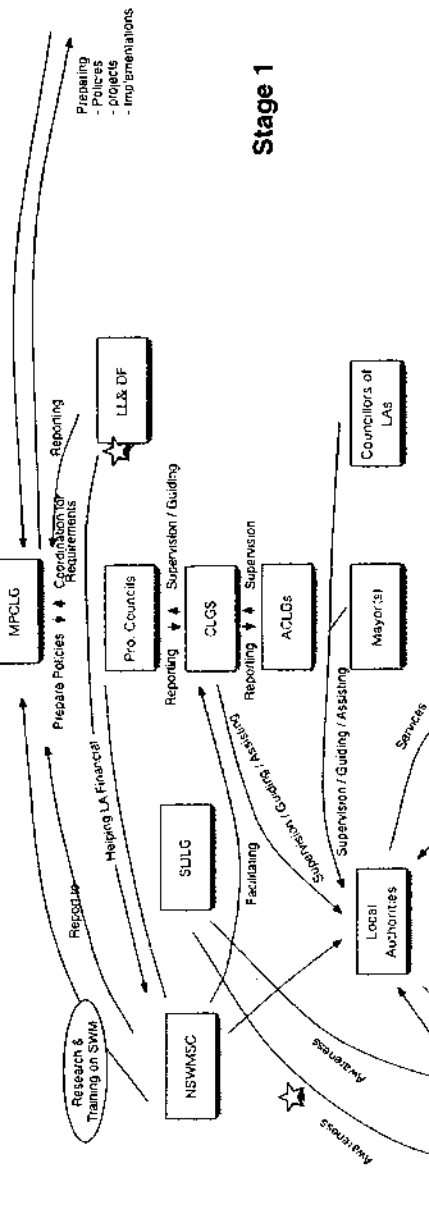 Preparing
- Policies
- projects
- Implementations
Stage 1
MPCLG
Reporting
LL& DF
Prepare Policies
Coordination for
Requirements
Helping LA Financial
Pro. Councils
Reporting
Supervision / Guiding
CLGS
Reporting
Supervision
ACLGs
Councillors of
LAs
Mayor(s)
Supervision / Guiding / Assisting
Supervision / Guiding / Assisting
Services
Report to
Research &
Training on SWM
NSWMSC
SLILG
Facilitating
Local
Authorities
Awareness
Awareness